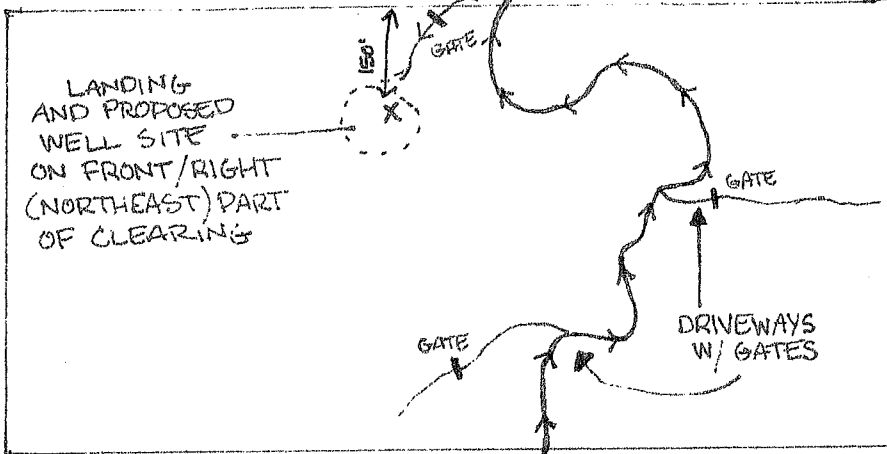 150'
GATE
LANDING
AND PROPOSED
WELL SITE
ON FRONT/RIGHT
(NORTHEAST) PART
OF CLEARING
X
GATE
GATE
DRIVEWAYS
W/ GATES